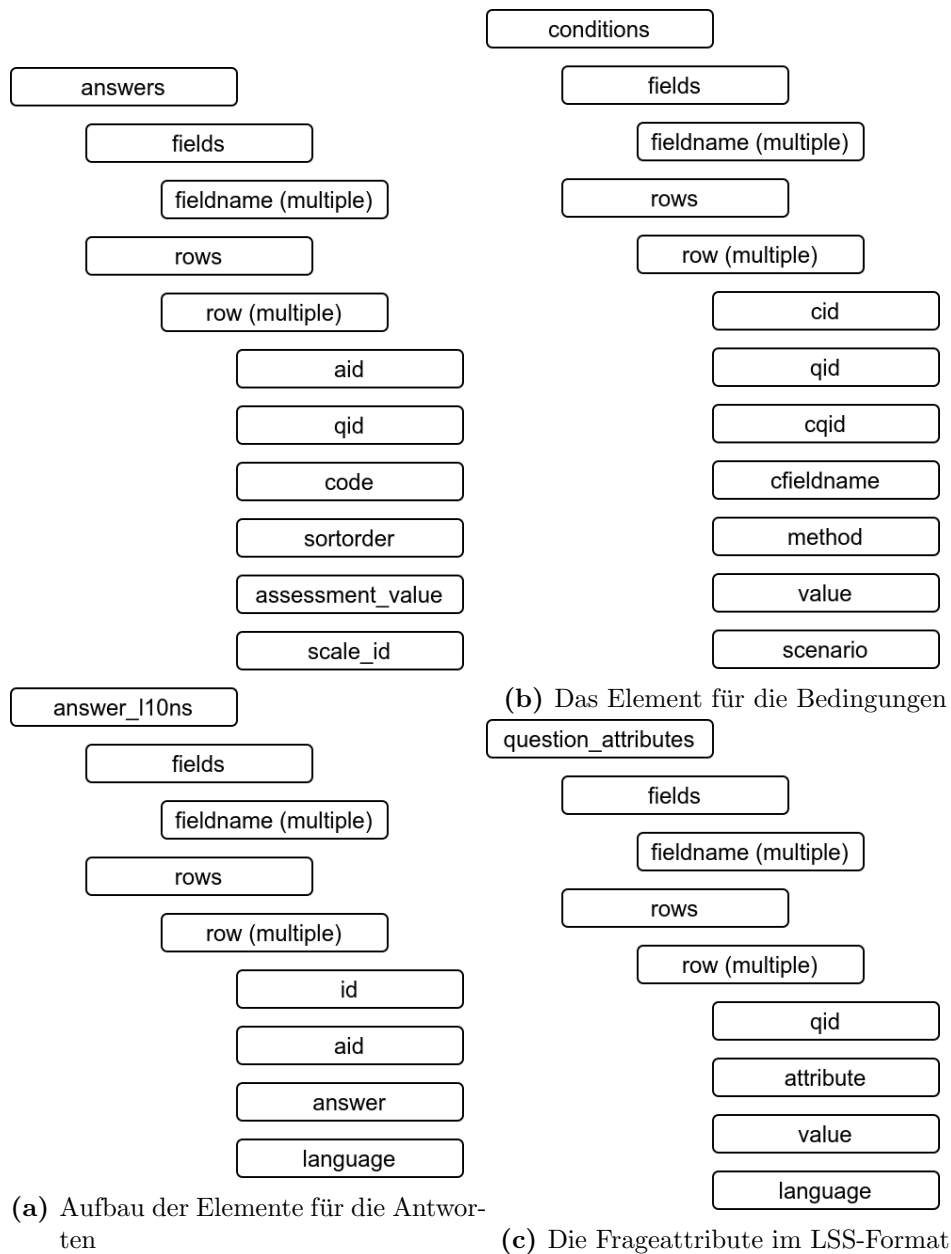 answers
fields
fieldname (multiple)
rows
row (multiple)
aid
qid
code
sortorder
assessment_value
scale_id
answer_l10ns
fields
fieldname (multiple)
rows
row (multiple)
id
aid
answer
language
(a) Aufbau der Elemente für die Antwor-
ten
conditions
fields
fieldname (multiple)
rows
row (multiple)
cid
qid
cqid
cfieldname
method
value
scenario
(b) Das Element für die Bedingungen
question_attributes
fields
fieldname (multiple)
rows
row (multiple)
qid
attribute
value
language
(c) Die Frageattribute im LSS-Format